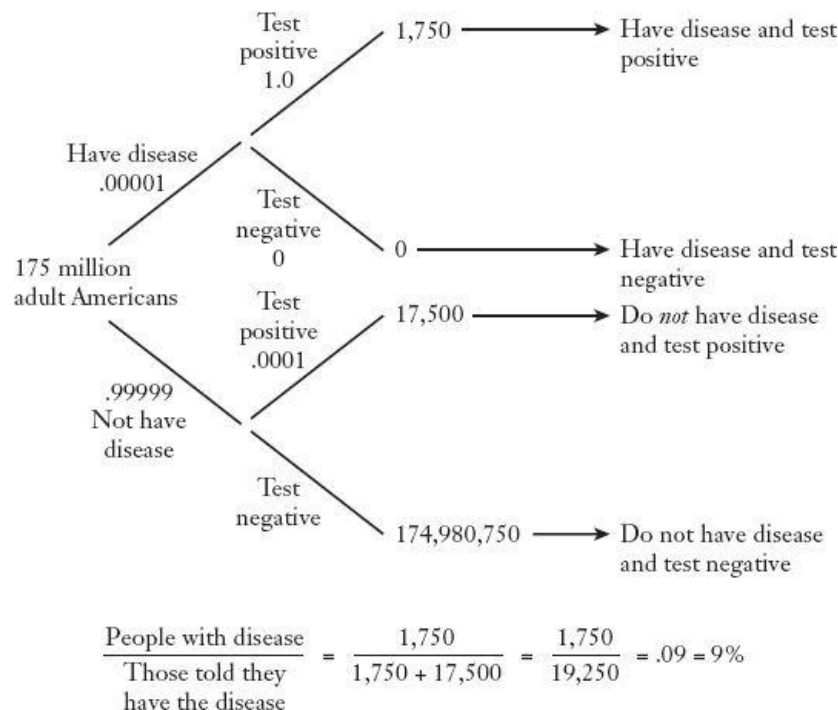 Test
positive
1.0
1,750
Have disease and test
positive
Have disease
.00001
Test
negative
0
0
Have disease and test
negative
175 million
adult Americans
Test
positive
.0001
17,500
Do not have disease
and test positive
.99999
Not have
disease
Test
negative
174,980,750
Do not have disease
and test negative
People with disease
Those told they
have the disease
=
1,750
1,750 + 17,500
=
1,750
19,250
= .09 = 9%